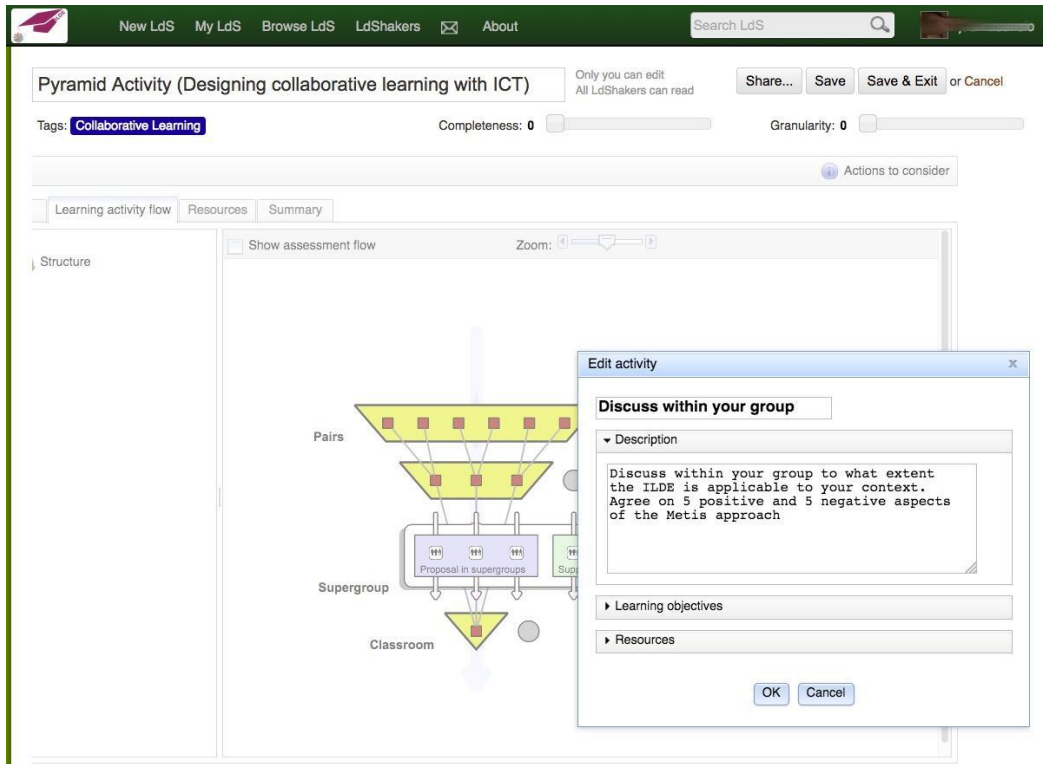 New LdS My LdS Browse LdS LdShakers About Search LdS
Pyramid Activity (Designing collaborative learning with ICT)
Only you can edit
All LdShakers can read
Share... Save Save & Exit or Cancel
Tags: Collaborative Learning Completeness: 0 Granularity: 0
Actions to consider
Learning activity flow Resources Summary
Structure
Show assessment flow Zoom:
Pairs
Proposal in supergroups
Supergroup
Classroom
Edit activity x
Discuss within your group
Description
Discuss within your group to what extent
the ILDE is applicable to your context.
Agree on 5 positive and 5 negative aspects
of the Metis approach
Learning objectives
Resources
OK Cancel